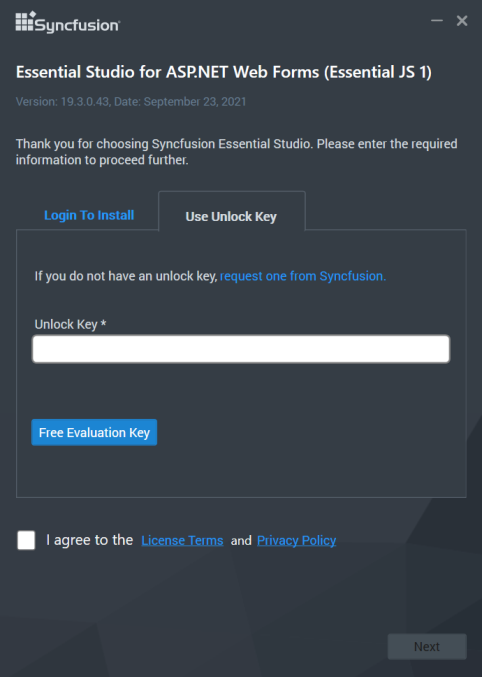 Syncfusion
Essential Studio for ASP.NET Web Forms (Essential JS 1)
Version: 19.3.0.43, Date: September 23, 2021
Thank you for choosing Syncfusion Essential Studio. Please enter the required
information to proceed further.
Login To Install
Use Unlock Key
If you do not have an unlock key, request one from Syncfusion.
Unlock Key *
Free Evaluation Key
I agree to the License Terms and Privacy Policy
Next